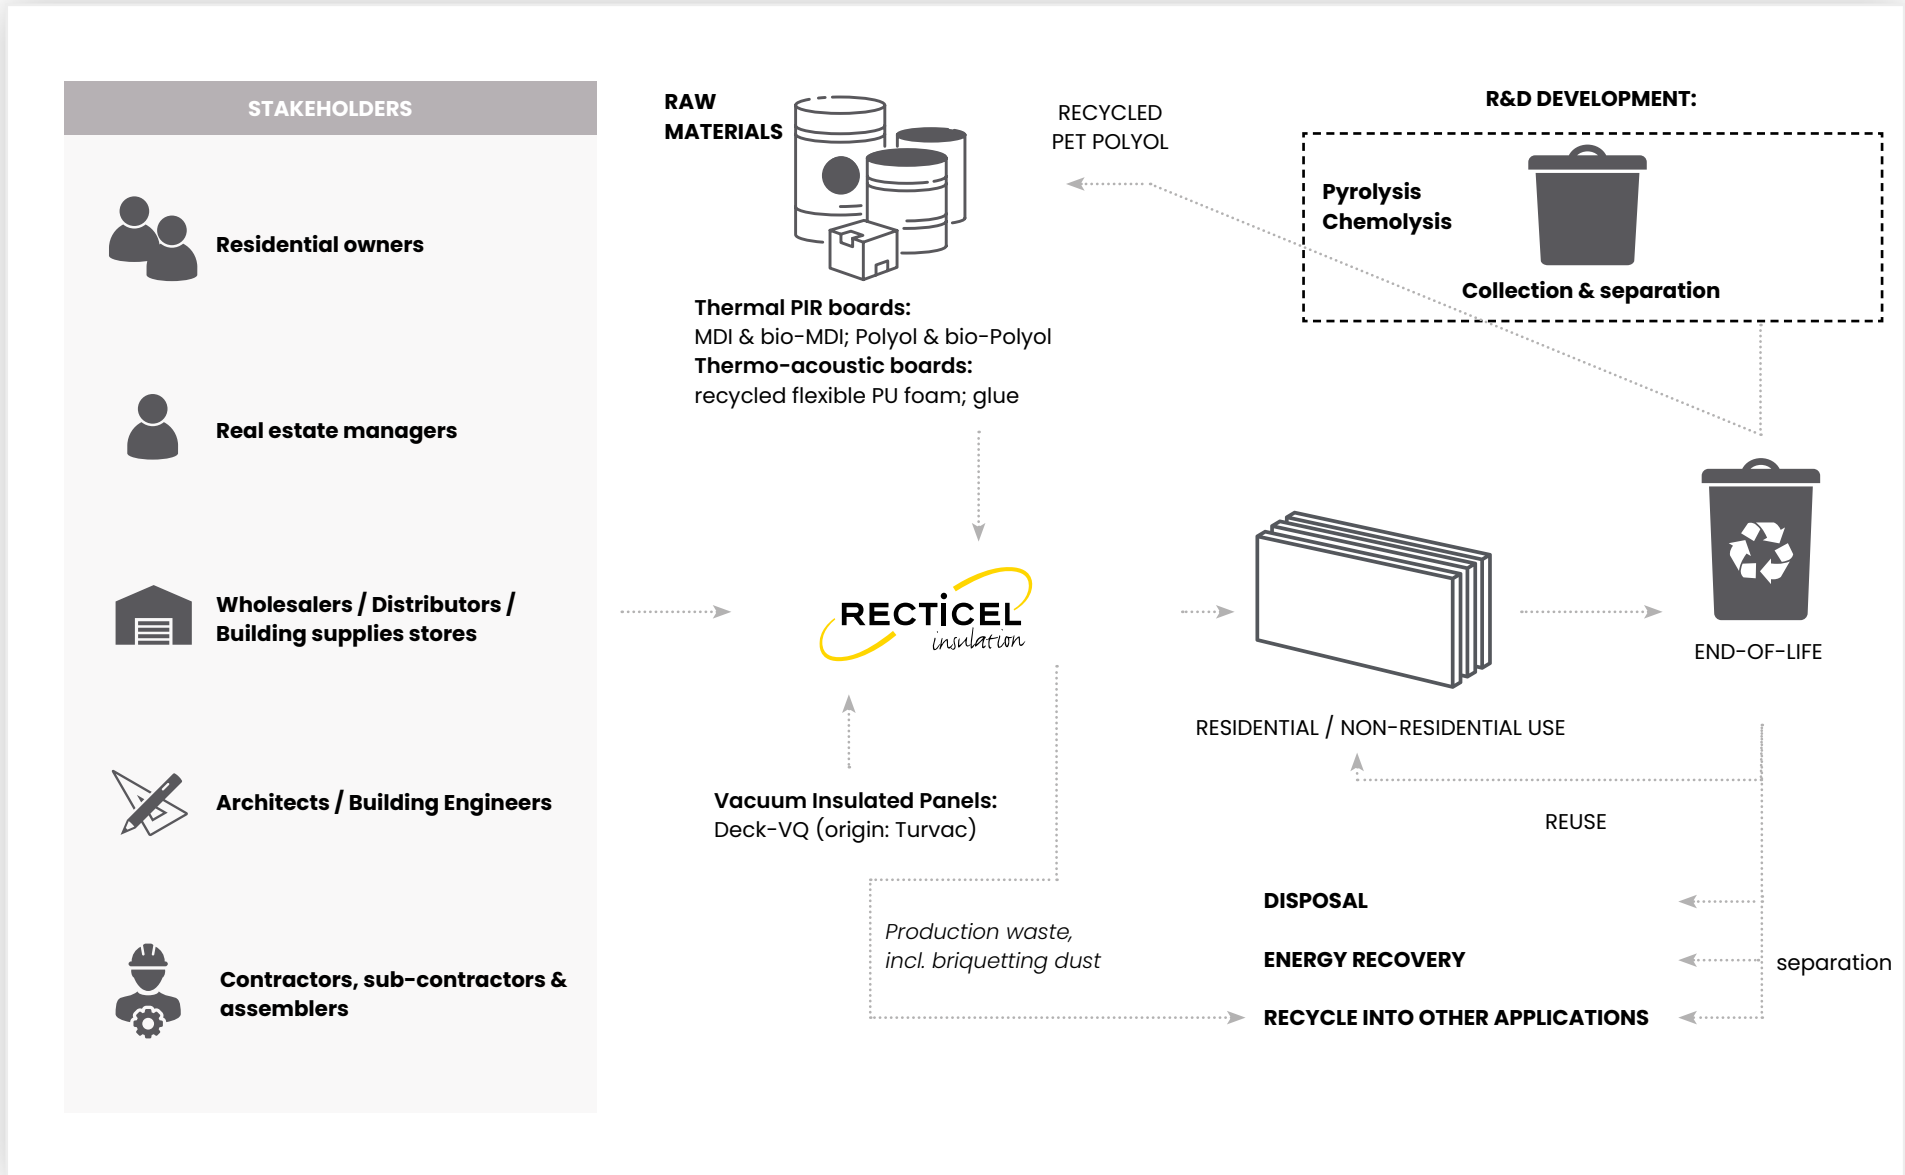 STAKEHOLDERS
Residential owners
Real estate managers
Wholesalers / Distributors /
Building supplies stores
Architects / Building Engineers
Contractors, sub-contractors &
assemblers
RAW
MATERIALS
Thermal PIR boards:
MDI & bio-MDI; Polyol & bio-Polyol
Thermo-acoustic boards:
recycled flexible PU foam; glue
RECYCLED
PET POLYOL
R&D DEVELOPMENT:
Pyrolysis
Chemolysis
Collection & separation
RECTICEL
insulation
Vacuum Insulated Panels:
Deck-VQ (origin: Turvac)
RESIDENTIAL / NON-RESIDENTIAL USE
END-OF-LIFE
REUSE
Production waste,
incl. briquetting dust
DISPOSAL
ENERGY RECOVERY
RECYCLE INTO OTHER APPLICATIONS
separation